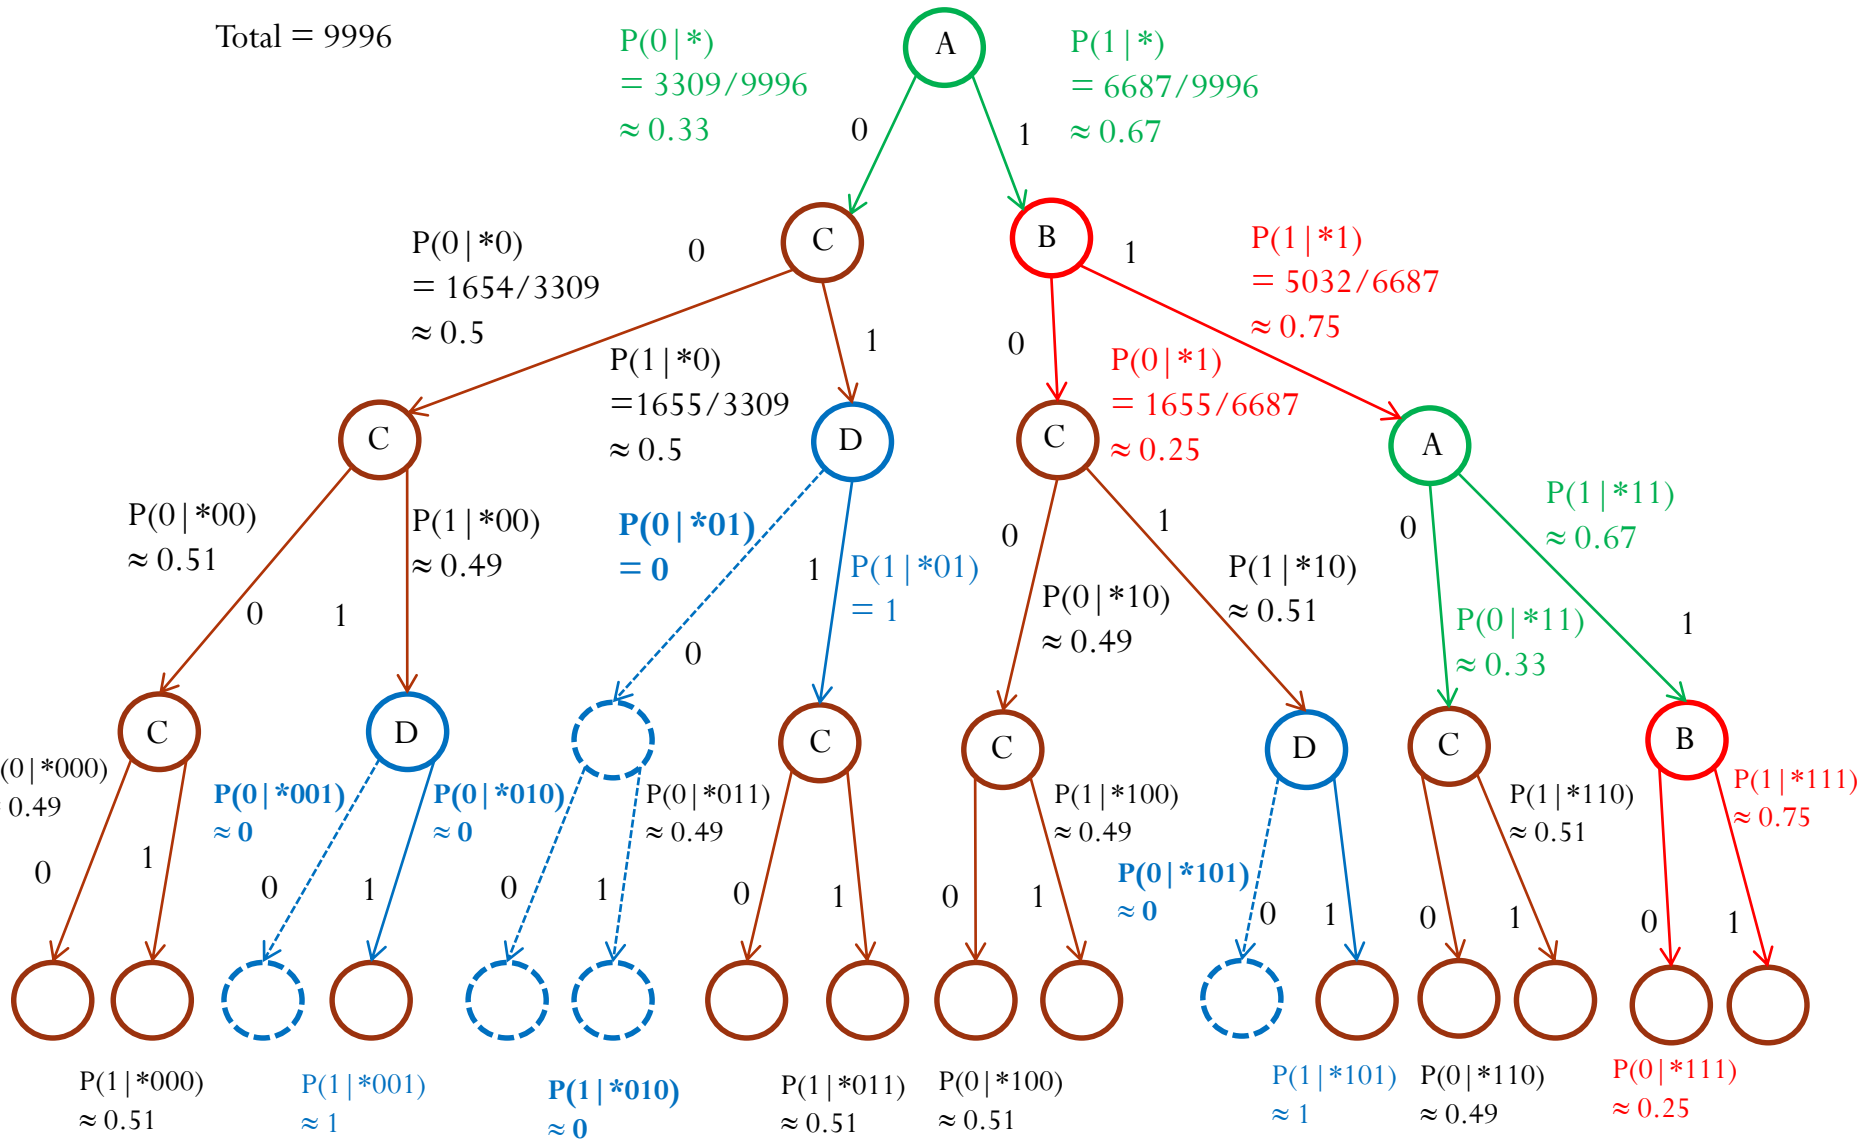 Total = 9996
P(0|*)
= 3309/9996
≈ 0.33
A
P(1|*)
= 6687/9996
≈ 0.67
0
1
P(0|*0)
= 1654/3309
≈ 0.5
0
C
B
1
P(1|*1)
= 5032/6687
≈ 0.75
P(1|*0)
=1655/3309
≈ 0.5
1
0
P(0|*1)
= 1655/6687
≈ 0.25
C
D
C
A
P(0|*00)
≈ 0.51
P(1|*00)
≈ 0.49
P(0|*01)
= 0
1
P(1|*01)
= 1
0
P(0|*10)
≈ 0.49
1
P(1|*10)
≈ 0.51
0
P(0|*11)
≈ 0.33
P(1|*11)
≈ 0.67
1
0
1
0
C
D
C
C
D
C
B
(0|*000)
0.49
P(0|*001)
≈ 0
P(0|*010)
≈ 0
P(0|*011)
≈ 0.49
P(1|*100)
≈ 0.49
P(0|*101)
≈ 0
P(1|*110)
≈ 0.51
P(1|*111)
≈ 0.75
0
1
0
1
0
1
0
1
0
1
0
1
0
1
0
1
P(1|*000)
≈ 0.51
P(1|*001)
≈ 1
P(1|*010)
≈ 0
P(1|*011)
≈ 0.51
P(0|*100)
≈ 0.51
P(1|*101)
≈ 1
P(0|*110)
≈ 0.49
P(0|*111)
≈ 0.25